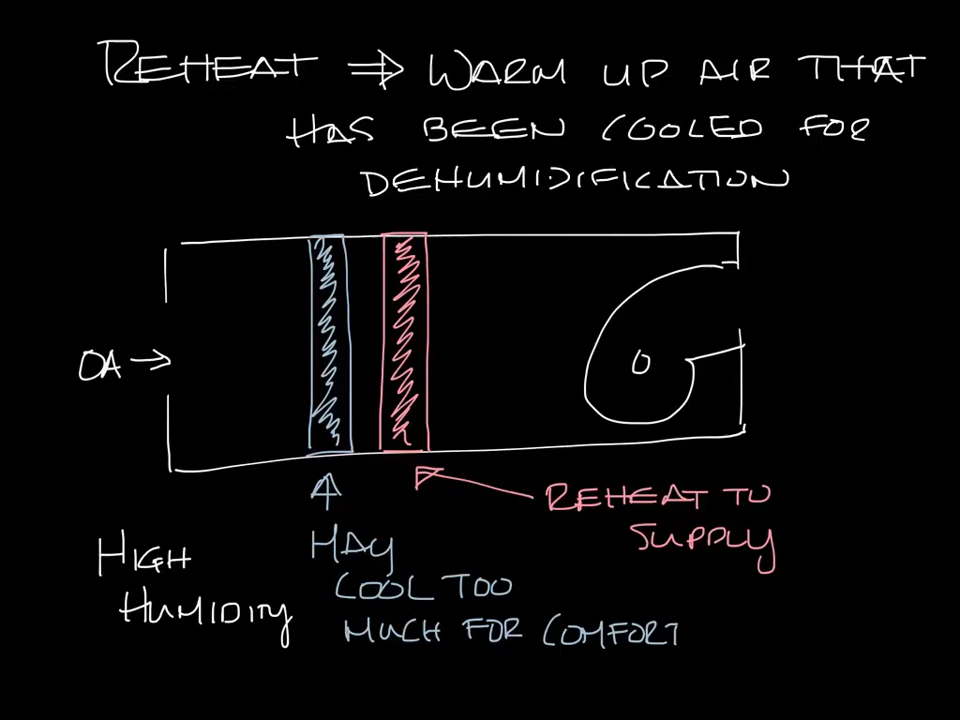 REHEAT ⇒ WARM UP AIR THAT
HAS BEEN COOLED FOR
DEHUMIDIFICATION
OA →
HIGH
HUMIDITY
MAY
COOL TOO
MUCH FOR COMFORT
REHEAT TO
SUPPLY